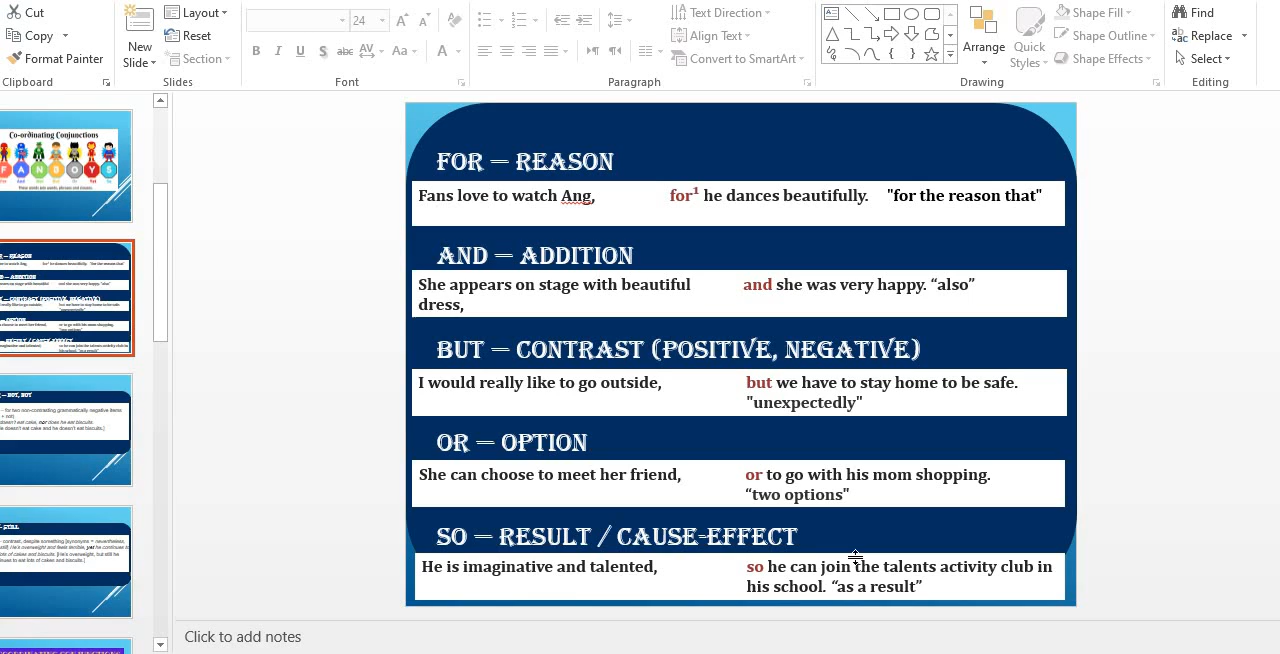 Cut
Copy
Format Painter
Clipboard
New
Slide
Layout
Reset
Section
Slides
24
B I U S abc AV Aa A
Font
Text Direction
Align Text
Convert to SmartArt
Paragraph
Arrange
Quick
Styles
Shape Fill
Shape Outline
Shape Effects
Drawing
Find
Replace
Select
Editing
Co-ordinating Conjunctions
F A N B O Y S
FOR – REASON
Fans love to watch Ang, for¹ he dances beautifully. "for the reason that"
AND – ADDITION
She appears on stage with beautiful dress, and she was very happy. “also”
BUT – CONTRAST (POSITIVE, NEGATIVE)
I would really like to go outside, but we have to stay home to be safe.
"unexpectedly"
OR – OPTION
She can choose to meet her friend, or to go with his mom shopping.
“two options"
SO – RESULT / CAUSE-EFFECT
He is imaginative and talented, so he can join the talents activity club in
his school. “as a result”
Click to add notes